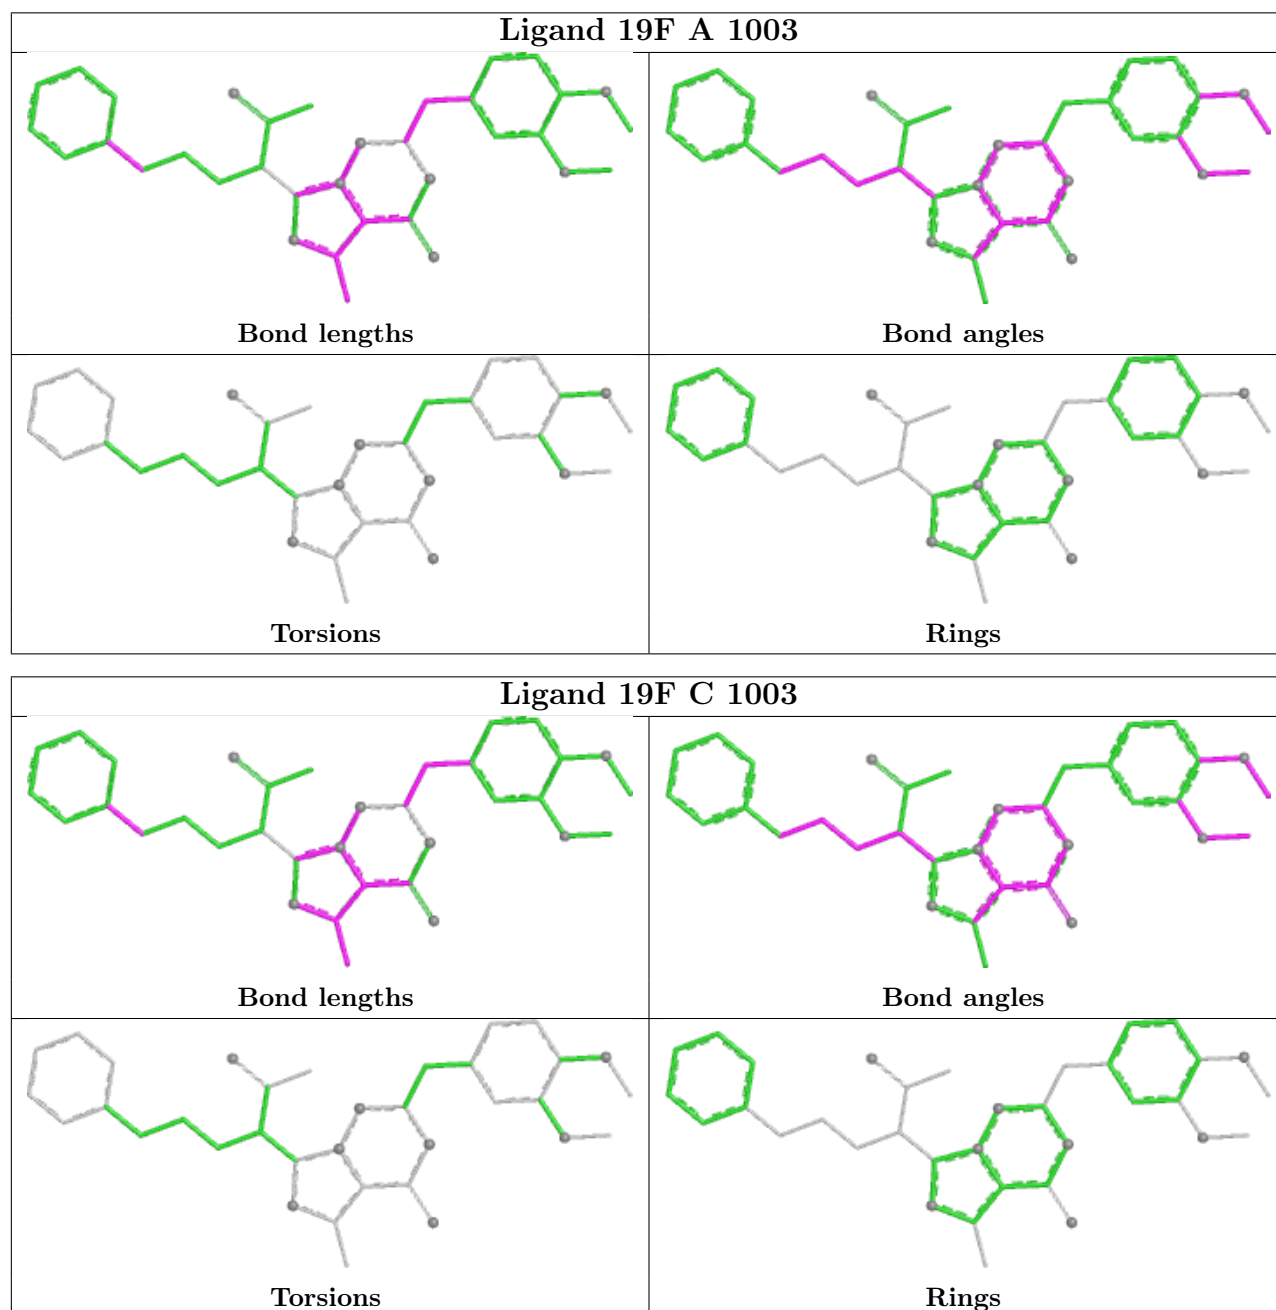 Ligand 19F A 1003
Bond lengths
Bond angles
Torsions
Rings
Ligand 19F C 1003
Bond lengths
Bond angles
Torsions
Rings